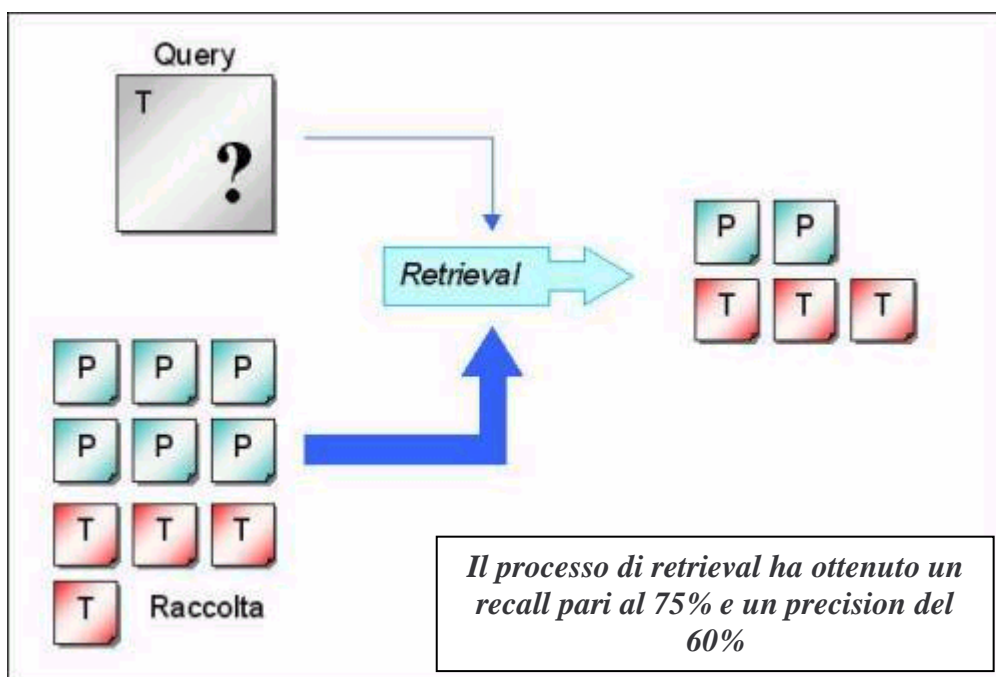 Query
T
?
Retrieval
P P
T T T
P P P
P P P
T T T
T Raccolta
Il processo di retrieval ha ottenuto un
recall pari al 75% e un precision del
60%